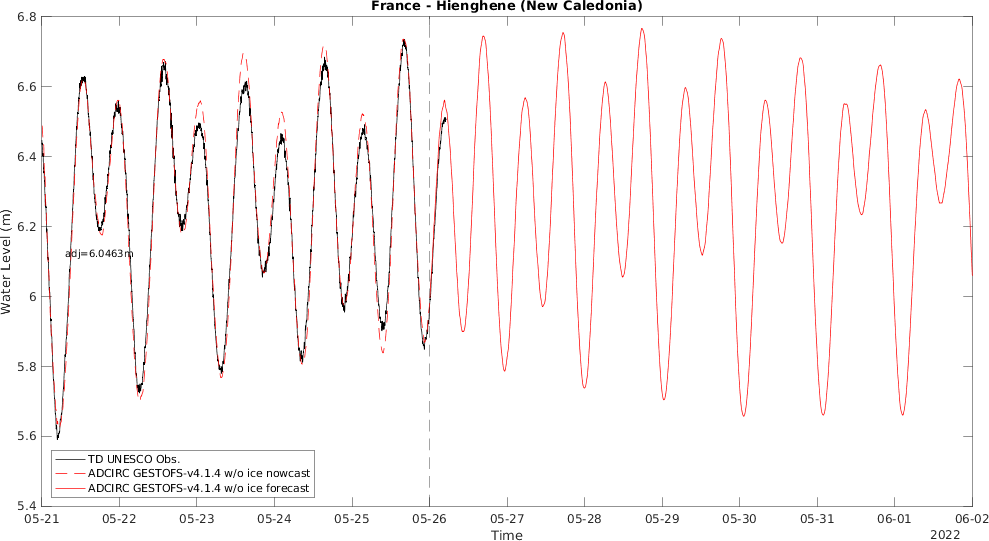 France - Hienghene (New Caledonia)
6.8
6.6
6.4
6.2
6
5.8
5.6
5.4
Water Level (m)
adj=6.0463m
TD UNESCO Obs.
ADCIRC GESTOFS-v4.1.4 w/o ice nowcast
ADCIRC GESTOFS-v4.1.4 w/o ice forecast
05-21 05-22 05-23 05-24 05-25 05-26 05-27 05-28 05-29 05-30 05-31 06-01 06-02
Time
2022